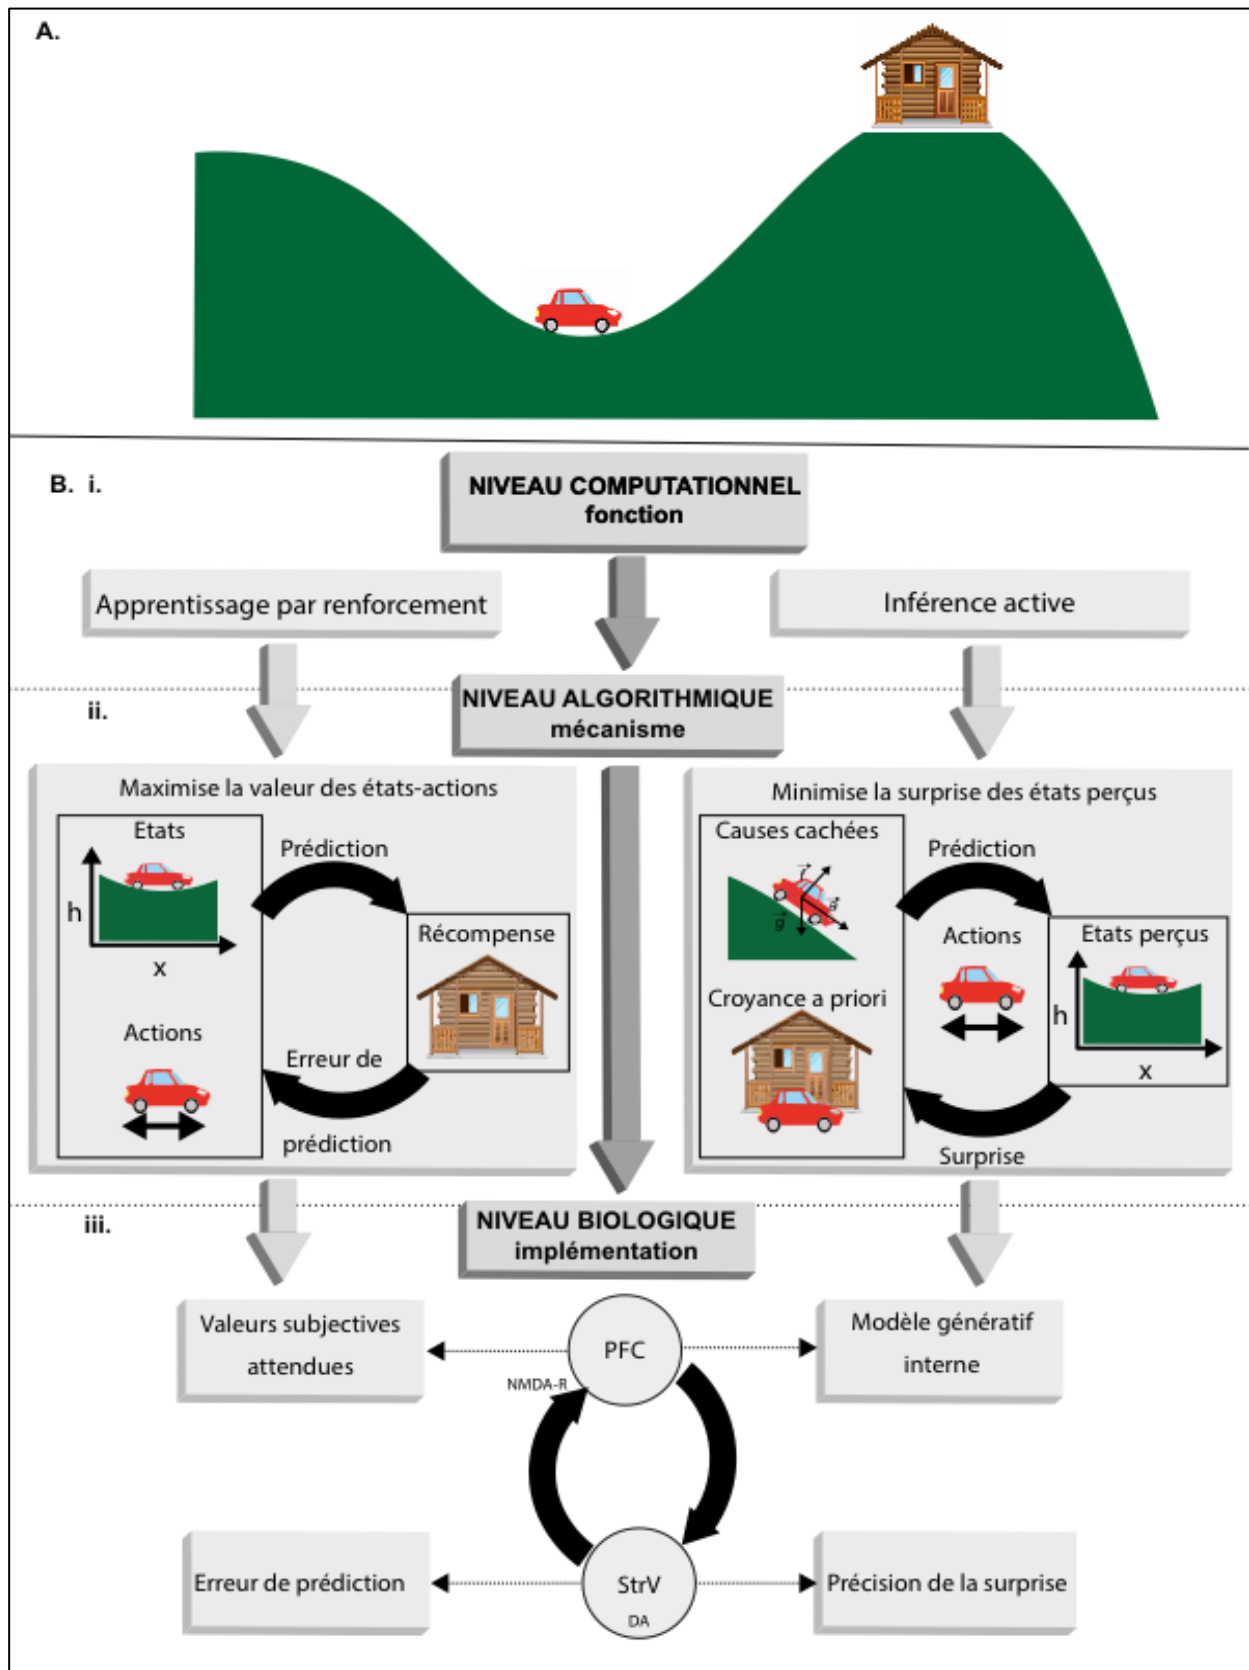 A.
B. i.
NIVEAU COMPUTATIONNEL
fonction
Apprentissage par renforcement
Inférence active
ii.
NIVEAU ALGORITHMIQUE
mécanisme
Maximise la valeur des états-actions
Etats
h
x
Actions
Prédiction
Récompense
Erreur de
prédiction
Minimise la surprise des états perçus
Causes cachées
Croyance a priori
Prédiction
Actions
Etats perçus
h
x
Surprise
iii.
NIVEAU BIOLOGIQUE
implémentation
Valeurs subjectives
attendues
PFC
NMDA-R
Modèle génératif
interne
Erreur de prédiction
StrV
DA
Précision de la surprise